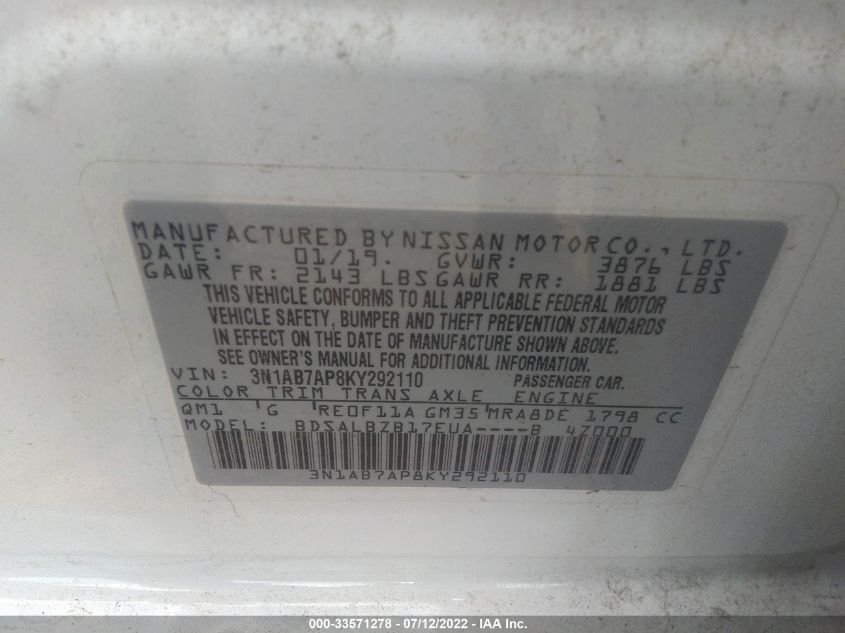 MANUFACTURED BY NISSAN MOTOR CO., LTD.
DATE: 01/19. GVWR: 3876 LBS
GAWR FR: 2143 LBS GAWR RR: 1881 LBS
THIS VEHICLE CONFORMS TO ALL APPLICABLE FEDERAL MOTOR
VEHICLE SAFETY, BUMPER AND THEFT PREVENTION STANDARDS
IN EFFECT ON THE DATE OF MANUFACTURE SHOWN ABOVE.
SEE OWNER'S MANUAL FOR ADDITIONAL INFORMATION.
VIN: 3N1AB7AP8KY292110 PASSENGER CAR.
COLOR TRIM TRANS AXLE ENGINE
QM1 G RE0F11A GM35 MRA8DE 1798 CC
MODEL: BDSALBZB17EUA----B 47000
3N1AB7AP8KY292110
000-33571278 - 07/12/2022 - IAA Inc.